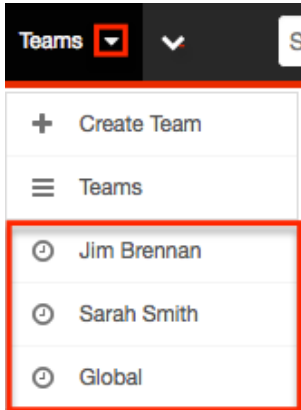 Teams
S
Create Team
Teams
Jim Brennan
Sarah Smith
Global